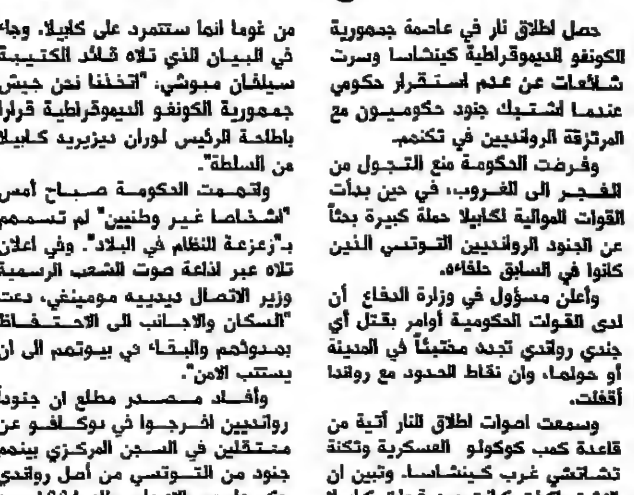 حصل اطلاق نار في عاصمة جمهورية
الكونغو الديموقراطية كينشاسا وسرت
شائعات عن عدم استقرار حكومي
عندما اشتبك جنود حكوميون مع
المرتزقة الروانديين في ثكنهم.
وفرضت الحكومة منع التجول من
الفجر الى الغروب، في حين بدأت
القوات الموالية لكابيلا حملة كبيرة بحثاً
عن الجنود الروانديين التوتسي الذين
كانوا في السابق حلفاءه.
وأعلن مسؤول في وزارة الدفاع أن
لدى القوات الحكومية أوامر بقتل أي
جندي رواندي تجده مختبئاً في المدينة
أو حولها، وان نقاط الحدود مع رواندا
أقفلت.
وسمعت اصوات اطلاق النار آتية من
قاعدة كمب كوكولو العسكرية وثكنة
تشاتشي غرب كينشاسا. وتبين ان
من غوما انها ستتمرد على كابيلا. وجاء
في البيان الذي تلاه قائد الكتيبة
سيلفان مبوشي: "اتخذنا نحن جيش
جمهورية الكونغو الديموقراطية قرارا
باطاحة الرئيس لوران ديزيريه كابيلا
من السلطة".
واتهمت الحكومة صباح أمس
"اشخاصا غير وطنيين" لم تسمهم
بـ"زعزعة النظام في البلاد". وفي اعلان
تلاه عبر اذاعة صوت الشعب الرسمية
وزير الاتصال ديدييه مومينغي، دعت
"السكان والاجانب الى الاحتفاظ
بهدوئهم والبقاء في بيوتهم الى ان
يستتب الامن".
وأفاد مصدر مطلع ان جنوداً
روانديين افرجوا في بوكافو عن
معتقلين في السجن المركزي بينهم
جنود من التوتسي من أصل رواندي